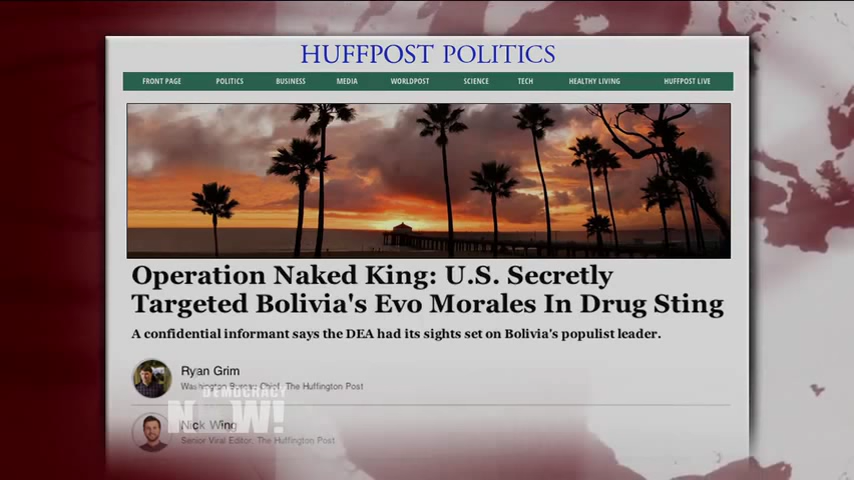 HUFFPOST POLITICS
FRONT PAGE POLITICS BUSINESS MEDIA WORLDPOST SCIENCE TECH HEALTHY LIVING HUFFPOST LIVE
Operation Naked King: U.S. Secretly
Targeted Bolivia's Evo Morales In Drug Sting
A confidential informant says the DEA had its sights set on Bolivia's populist leader.
Ryan Grim
Washington Bureau Chief, The Huffington Post
DEMOCRACY
NOW!
Nick Wing
Senior Viral Editor, The Huffington Post